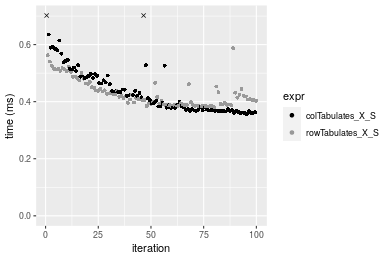 0.6
0.4
0.2
0.0
time (ms)
0
25
50
75
100
iteration
expr
colTabulates_X_S
rowTabulates_X_S